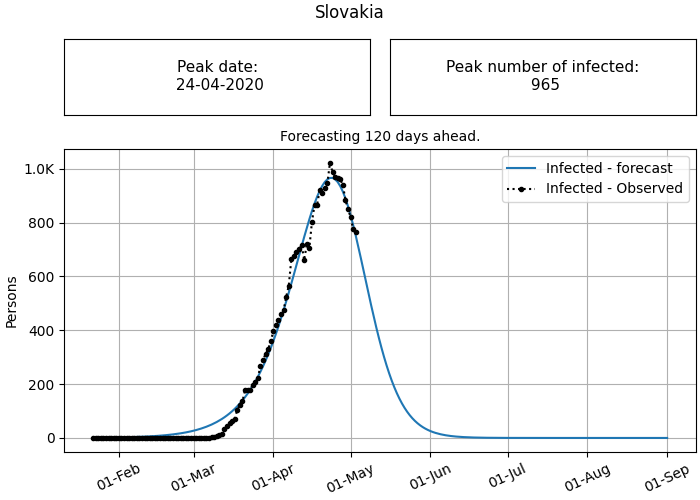 Slovakia
Peak date:
24-04-2020
Peak number of infected:
965
Forecasting 120 days ahead.
Infected - forecast
Infected - Observed
Persons
1.0K
800
600
400
200
0
01-Feb
01-Mar
01-Apr
01-May
01-Jun
01-Jul
01-Aug
01-Sep